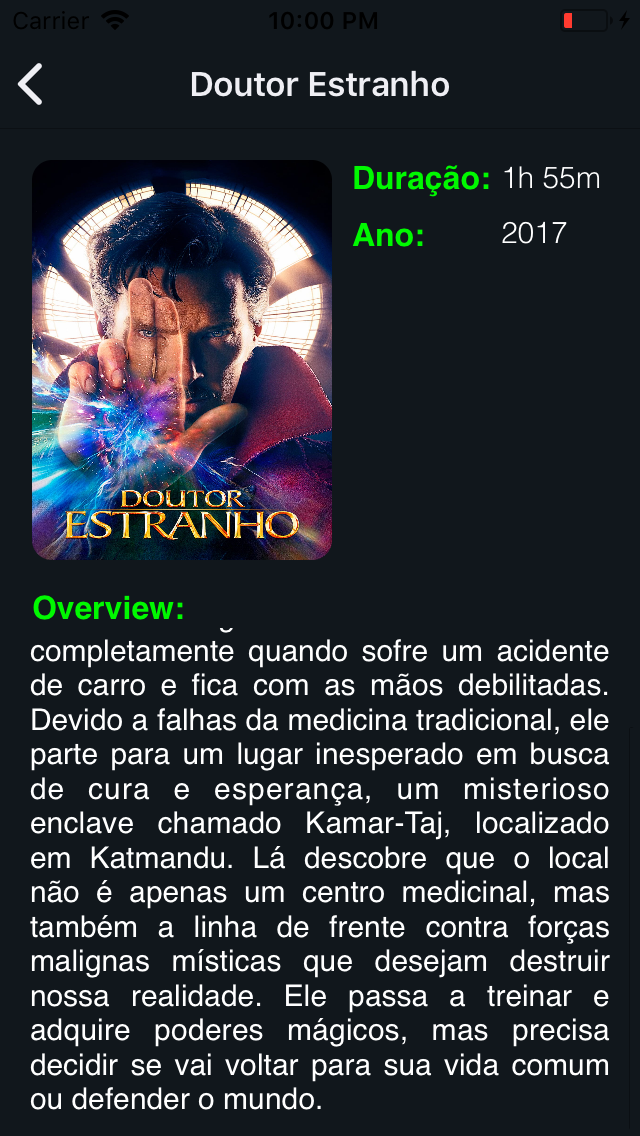 Carrier
10:00 PM
Doutor Estranho
Duração: 1h 55m
Ano: 2017
DOUTOR
ESTRANHO
Overview:
completamente quando sofre um acidente
de carro e fica com as mãos debilitadas.
Devido a falhas da medicina tradicional, ele
parte para um lugar inesperado em busca
de cura e esperança, um misterioso
enclave chamado Kamar-Taj, localizado
em Katmandu. Lá descobre que o local
não é apenas um centro medicinal, mas
também a linha de frente contra forças
malignas místicas que desejam destruir
nossa realidade. Ele passa a treinar e
adquire poderes mágicos, mas precisa
decidir se vai voltar para sua vida comum
ou defender o mundo.